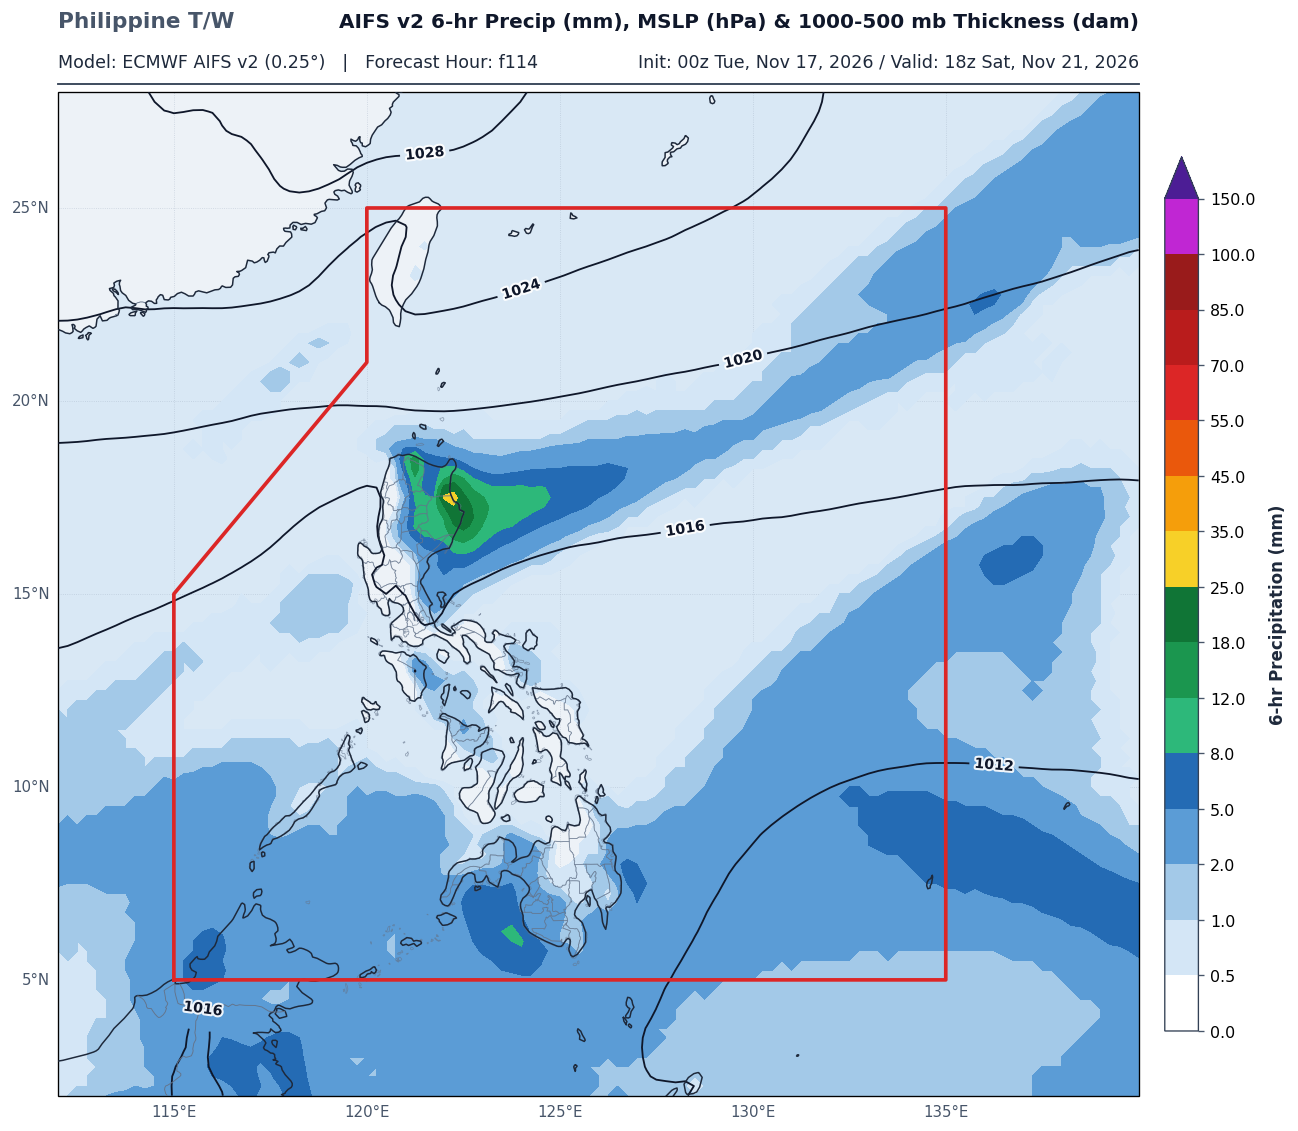 Philippine T/W
AIFS v2 6-hr Precip (mm), MSLP (hPa) & 1000-500 mb Thickness (dam)
Model: ECMWF AIFS v2 (0.25°) | Forecast Hour: f114
Init: 00z Tue, Nov 17, 2026 / Valid: 18z Sat, Nov 21, 2026
1028
1024
1020
1016
1012
1016
25°N
20°N
15°N
10°N
5°N
115°E
120°E
125°E
130°E
135°E
150.0
100.0
85.0
70.0
55.0
45.0
35.0
25.0
18.0
12.0
8.0
5.0
2.0
1.0
0.5
0.0
6-hr Precipitation (mm)